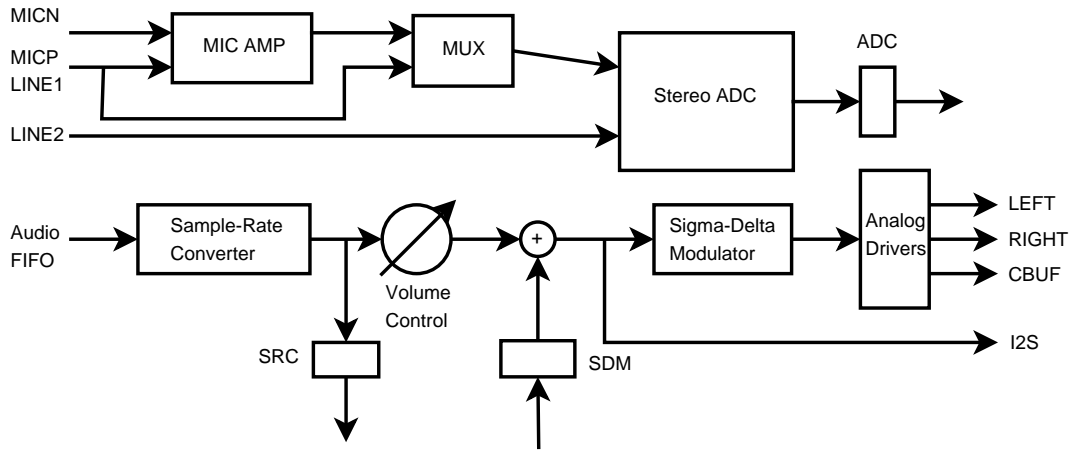 MICN
MIC AMP
MUX
ADC
MICP
LINE1
Stereo ADC
LINE2
Audio
FIFO
Sample-Rate
Converter
Volume
Control
+
Sigma-Delta
Modulator
Analog
Drivers
LEFT
RIGHT
CBUF
SRC
SDM
I2S